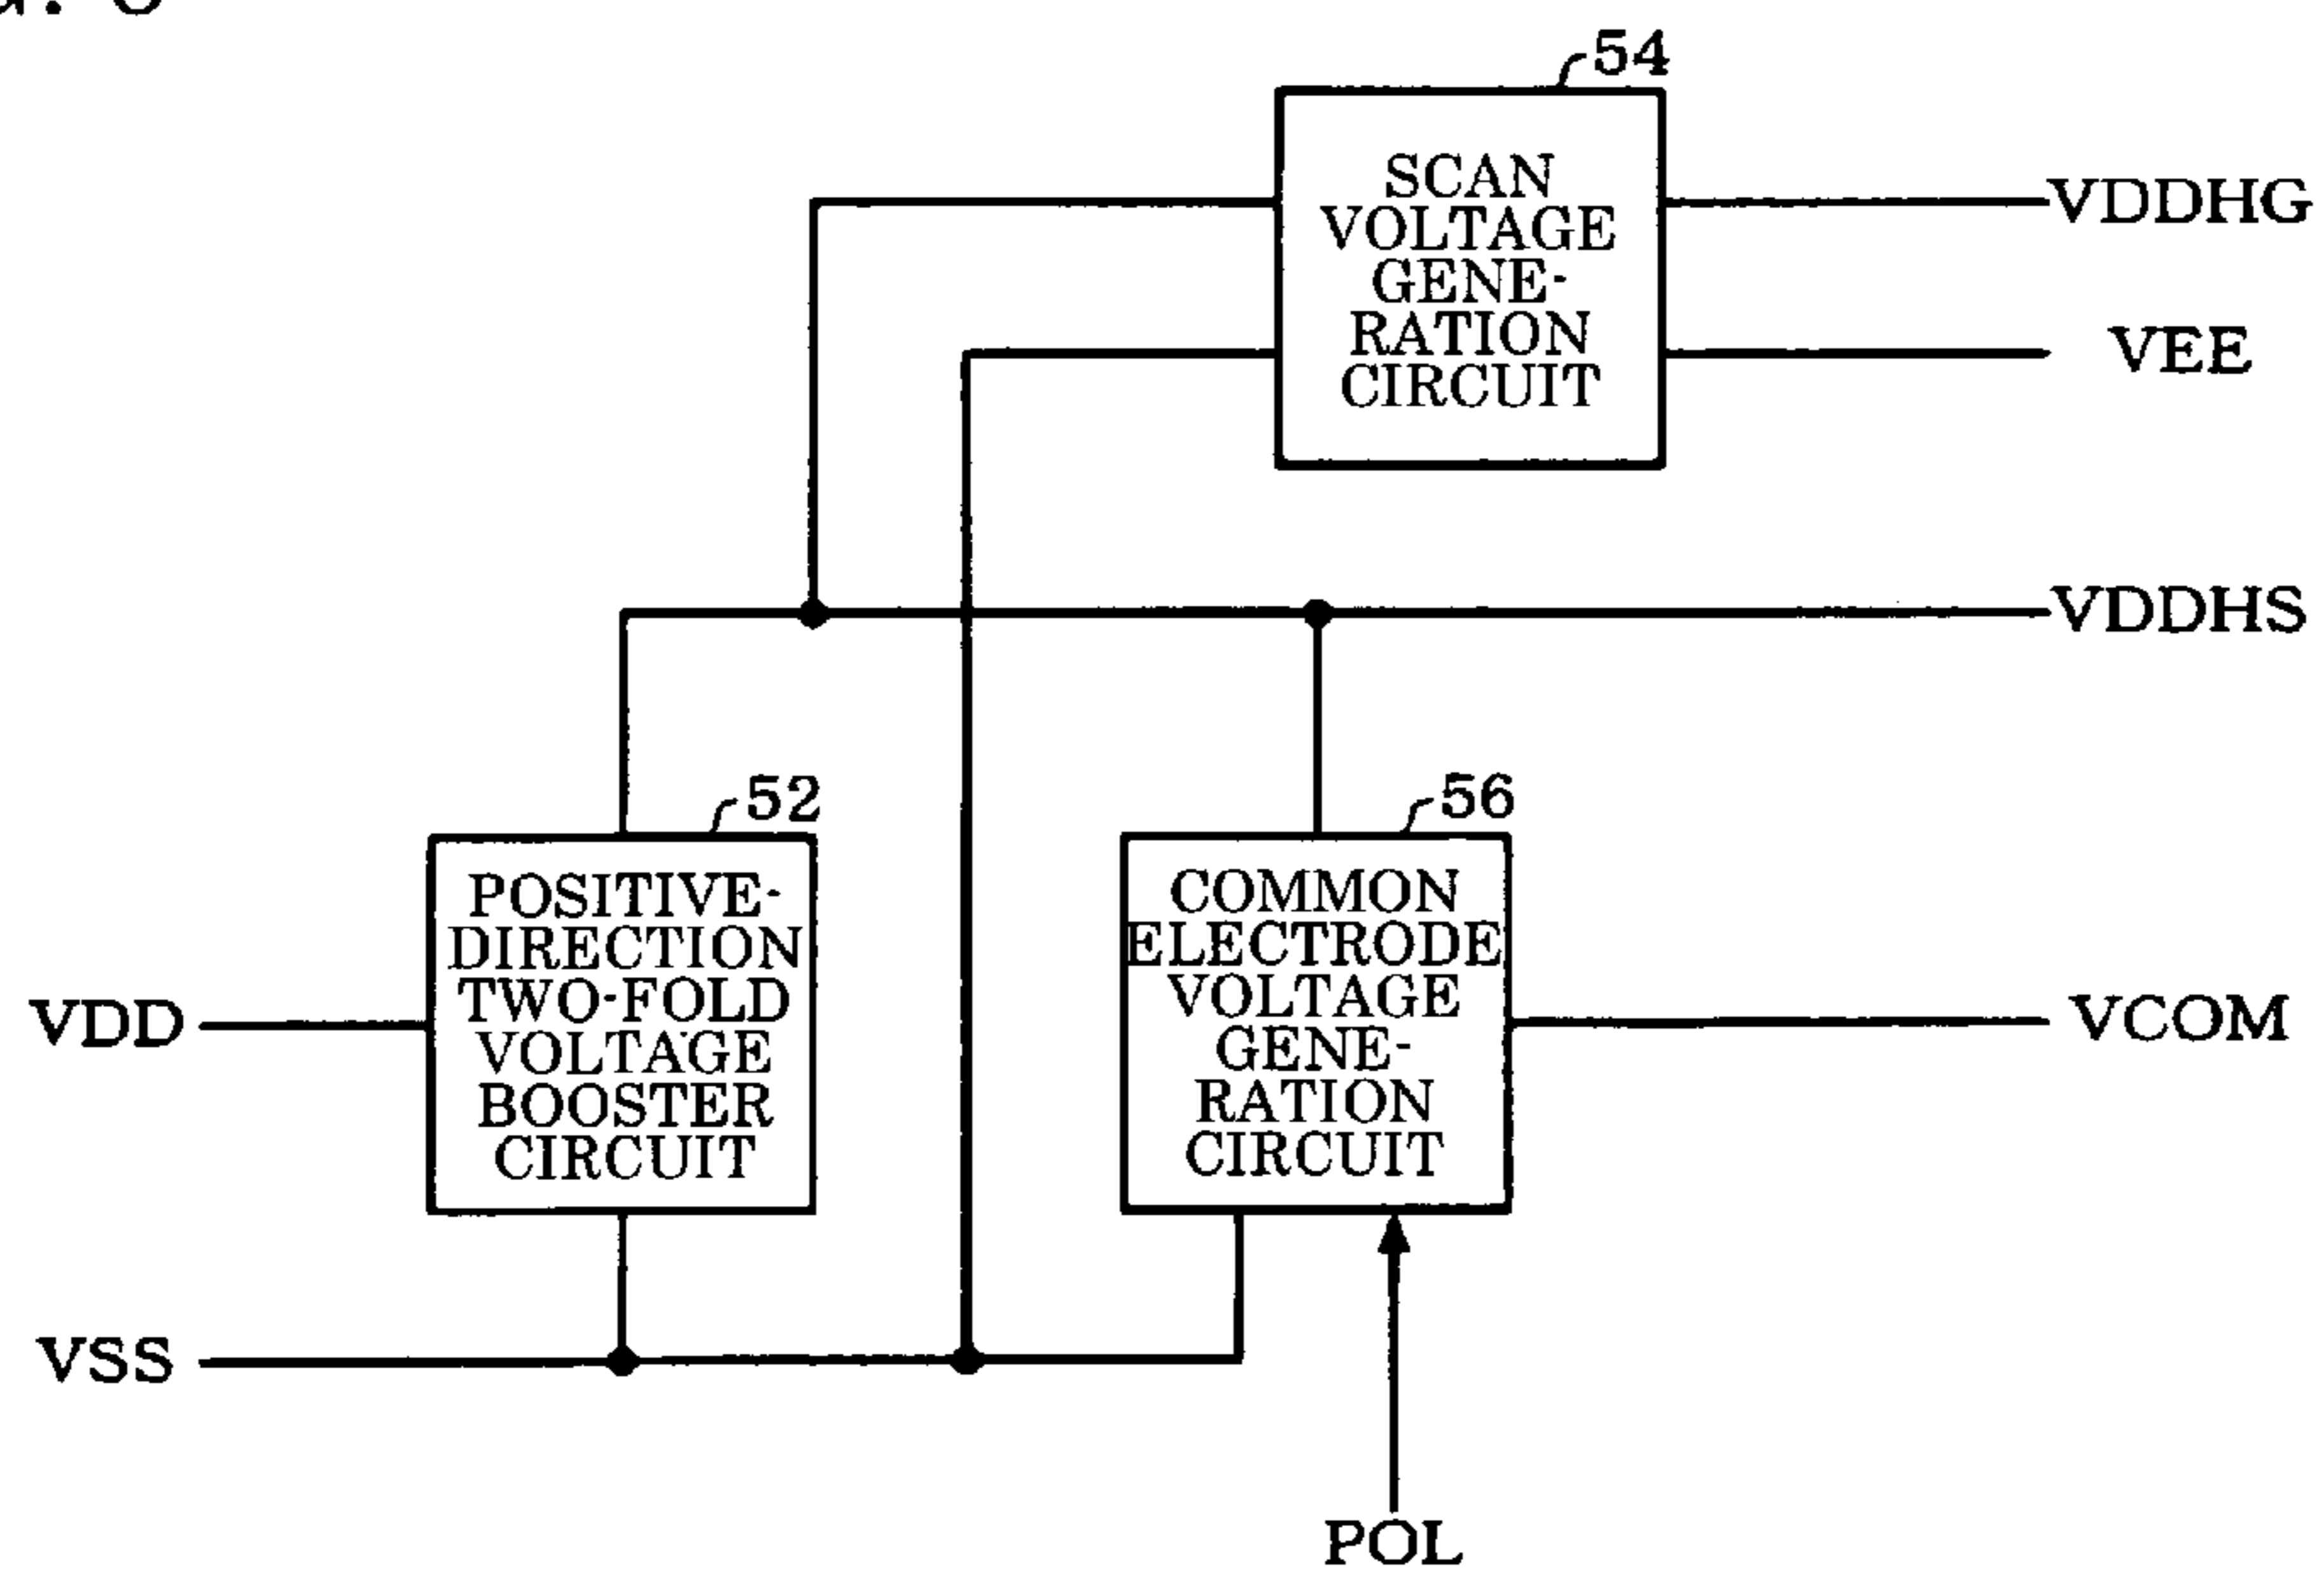 54
SCAN
VOLTAGE
GENE-
RATION
CIRCUIT
VDDHG
VEE
VDDHS
52
POSITIVE-
DIRECTION
TWO-FOLD
VOLTAGE
BOOSTER
CIRCUIT
56
COMMON
ELECTRODE
VOLTAGE
GENE-
RATION
CIRCUIT
VDD
VCOM
VSS
POL